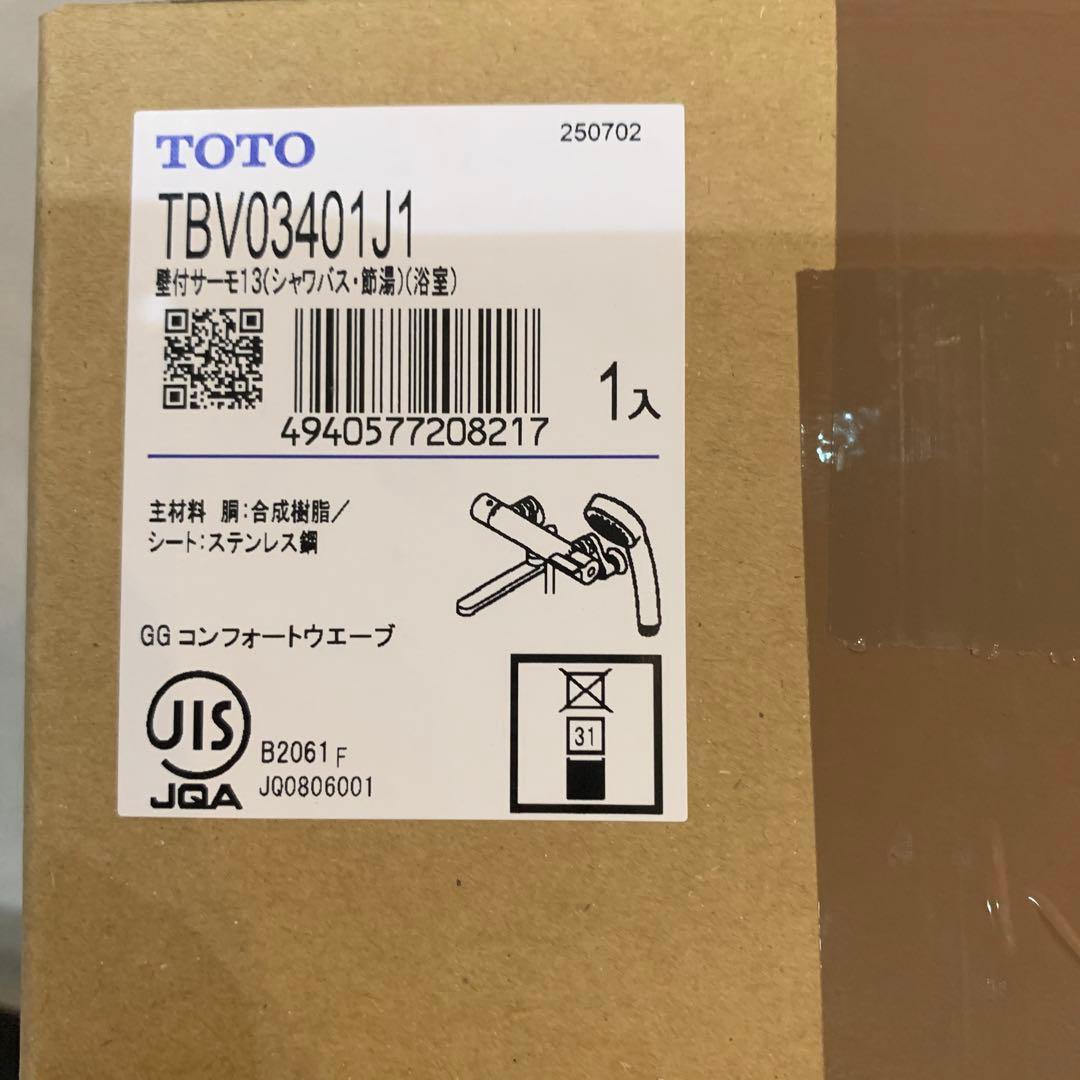 TOTO
250702
TBV03401J1
壁付サーモ13(シャワバス・節湯)(浴室)
4940577208217
1入
主材料 胴:合成樹脂/
シート:ステンレス鋼
GGコンフォートウエーブ
JIS
B2061 F
JQA
JQ0806001
31